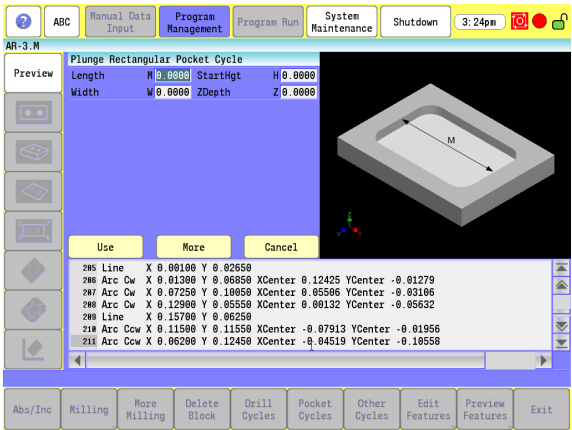 ?
ABC
Manual Data Input
Program Management
Program Run
System Maintenance
Shutdown
3:24pm
AR-3.M
Preview
Plunge Rectangular Pocket Cycle
Length M 0.0000 StartHgt H 0.0000
Width W 0.0000 ZDepth Z 0.0000
M
Z
Y
X
Use
More
Cancel
205 Line X 0.00100 Y 0.02650
206 Arc Cw X 0.01300 Y 0.06850 XCenter 0.12425 YCenter -0.01279
207 Arc Cw X 0.07250 Y 0.10050 XCenter 0.05506 YCenter -0.03106
208 Arc Cw X 0.12900 Y 0.05550 XCenter 0.00132 YCenter -0.05632
209 Line X 0.15700 Y 0.06250
210 Arc Ccw X 0.11500 Y 0.11550 XCenter -0.07913 YCenter -0.01956
211 Arc Ccw X 0.06200 Y 0.12450 XCenter -0.04519 YCenter -0.10558
Abs/Inc
Milling
More Milling
Delete Block
Drill Cycles
Pocket Cycles
Other Cycles
Edit Features
Preview Features
Exit